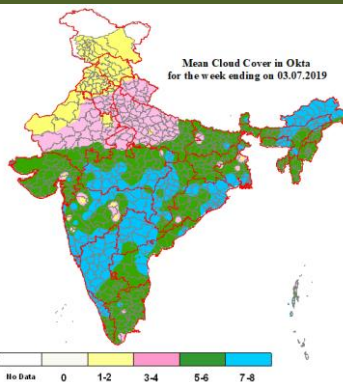 Mean Cloud Cover in Okta
for the week ending on 03.07.2019
No Data 0 1-2 3-4 5-6 7-8